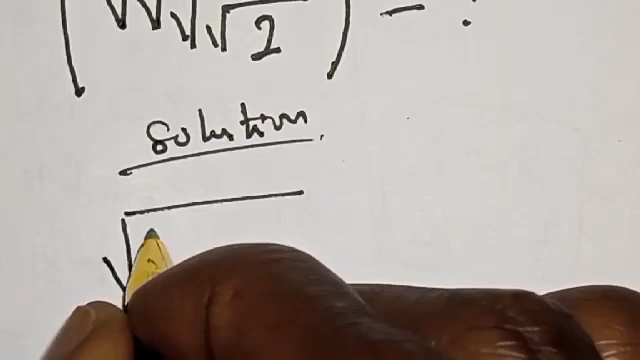 (√√√√2) = ?
solution
√